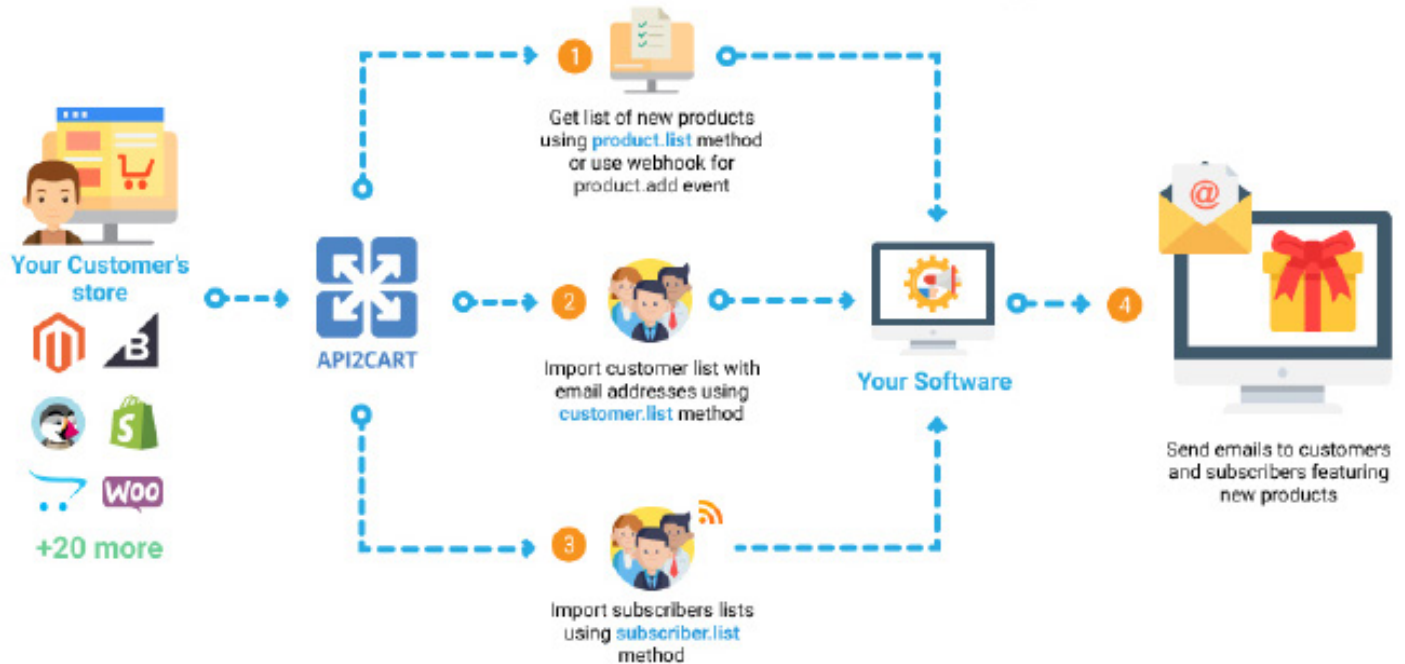 1
Get list of new products
using product.list method
or use webhook for
product.add event
Your Customer's
store
API2CART
WOO
+20 more
2
Import customer list with
email addresses using
customer.list method
3
Import subscribers lists
using subscriber.list
method
Your Software
4
@
Send emails to customers
and subscribers featuring
new products
B
S